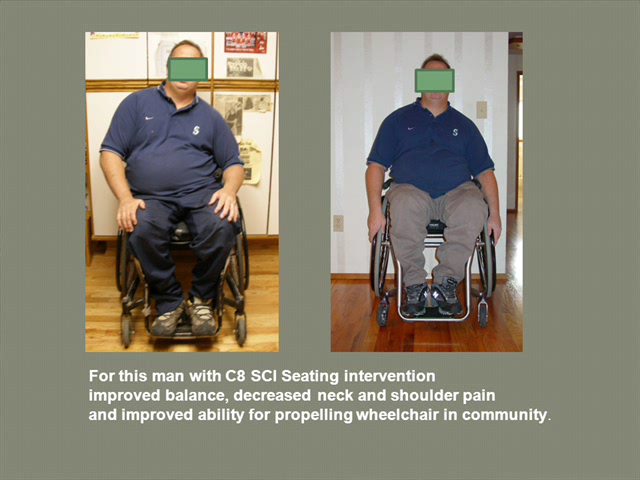 S
S
For this man with C8 SCI Seating intervention
improved balance, decreased neck and shoulder pain
and improved ability for propelling wheelchair in community.